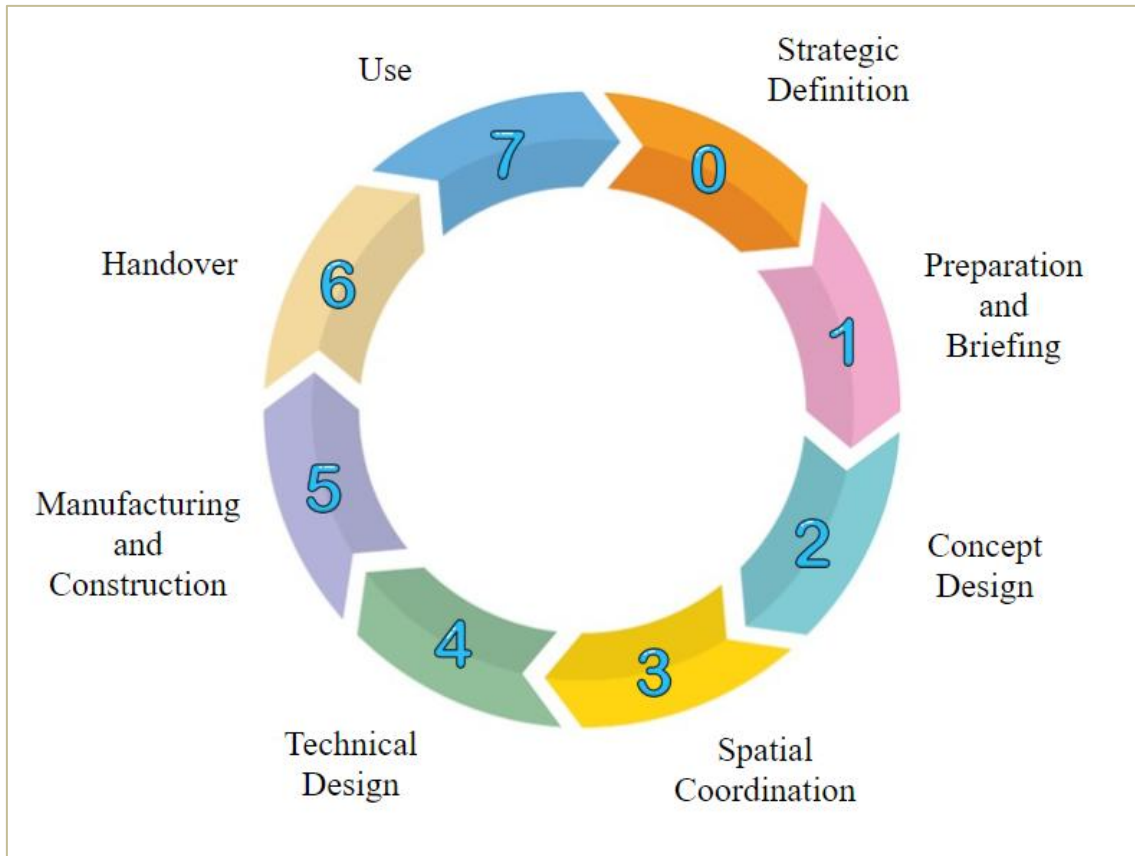 Strategic
Definition
0
Preparation
and
Briefing
1
Concept
Design
2
Spatial
Coordination
3
Technical
Design
4
Manufacturing
and
Construction
5
Handover
6
Use
7